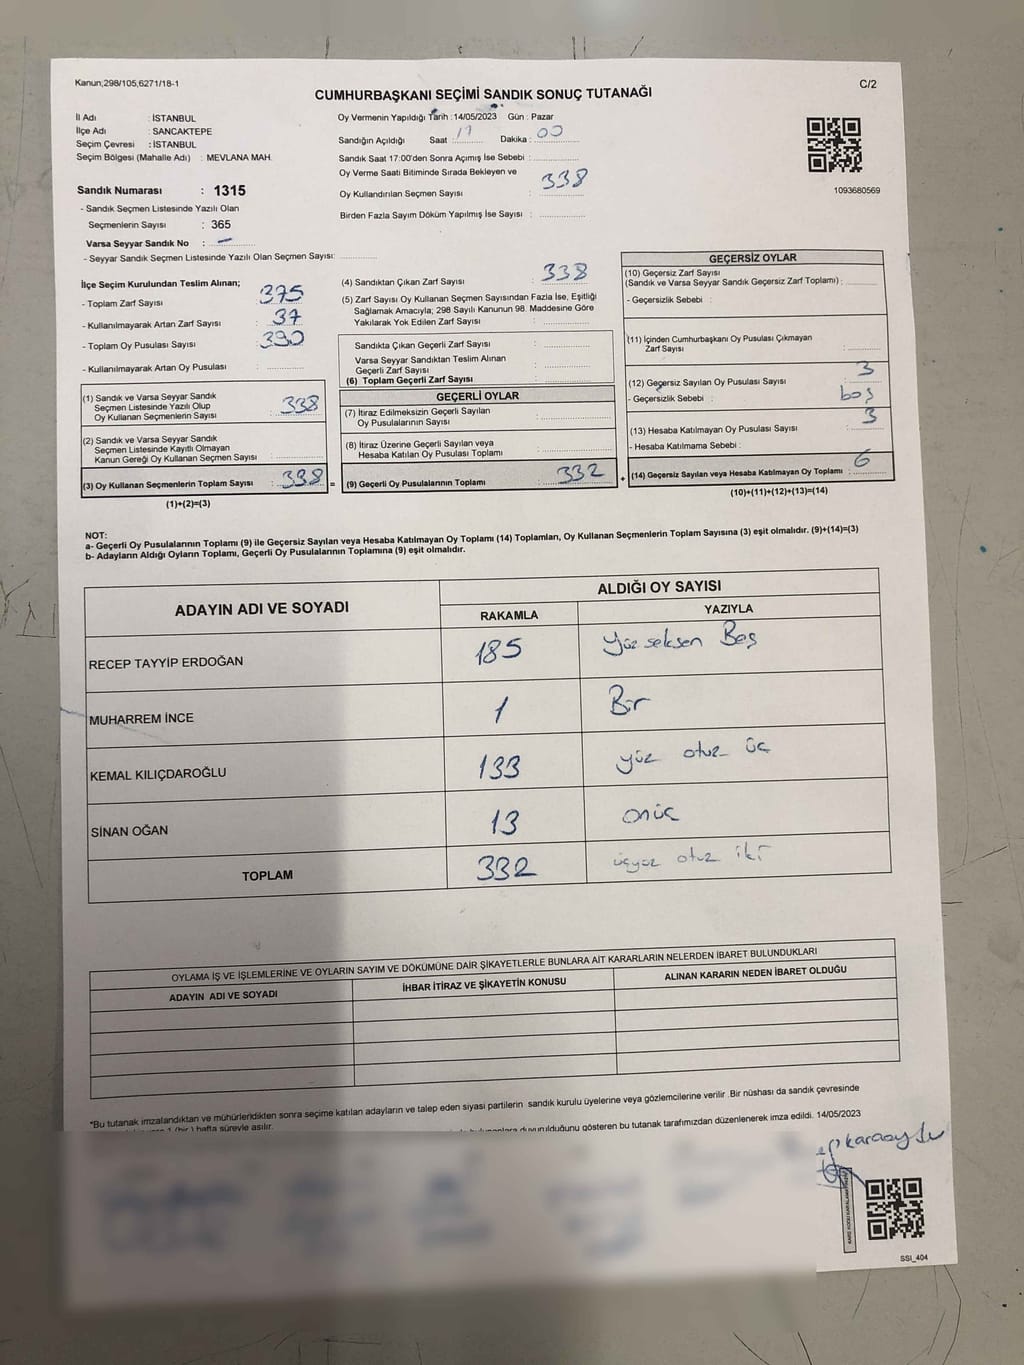 Kanun;298/105,6271/18-1
C/2
CUMHURBAŞKANI SEÇİMİ SANDIK SONUÇ TUTANAĞI
İl Adı : İSTANBUL
İlçe Adı : SANCAKTEPE
Seçim Çevresi : İSTANBUL
Seçim Bölgesi (Mahalle Adı) : MEVLANA MAH.
Sandık Numarası : 1315
- Sandık Seçmen Listesinde Yazılı Olan
Seçmenlerin Sayısı : 365
Varsa Seyyar Sandık No : -
- Seyyar Sandık Seçmen Listesinde Yazılı Olan Seçmen Sayısı:
Oy Vermenin Yapıldığı Tarih : 14/05/2023 Gün : Pazar
Sandığın Açıldığı Saat : 17 Dakika : 00
Sandık Saat 17:00'den Sonra Açımış İse Sebebi :
Oy Verme Saati Bitiminde Sırada Bekleyen ve
Oy Kullandırılan Seçmen Sayısı : 338
Birden Fazla Sayım Döküm Yapılmış İse Sayısı :
1093680569
İlçe Seçim Kurulundan Teslim Alınan;
- Toplam Zarf Sayısı : 375
- Kullanılmayarak Artan Zarf Sayısı : 37
- Toplam Oy Pusulası Sayısı : 390
- Kullanılmayarak Artan Oy Pusulası :
(1) Sandık ve Varsa Seyyar Sandık
Seçmen Listesinde Yazılı Olup
Oy Kullanan Seçmenlerin Sayısı : 338
(2) Sandık ve Varsa Seyyar Sandık
Seçmen Listesinde Kayıtlı Olmayan
Kanun Gereği Oy Kullanan Seçmen Sayısı :
(3) Oy Kullanan Seçmenlerin Toplam Sayısı : 338 =
(1)+(2)=(3)
(4) Sandıktan Çıkan Zarf Sayısı : 338
(5) Zarf Sayısı Oy Kullanan Seçmen Sayısından Fazla İse, Eşitliği
Sağlamak Amacıyla; 298 Sayılı Kanunun 98. Maddesine Göre
Yakılarak Yok Edilen Zarf Sayısı :
Sandıkta Çıkan Geçerli Zarf Sayısı :
Varsa Seyyar Sandıktan Teslim Alınan
Geçerli Zarf Sayısı :
(6) Toplam Geçerli Zarf Sayısı :
GEÇERLİ OYLAR
(7) İtiraz Edilmeksizin Geçerli Sayılan
Oy Pusulalarının Sayısı :
(8) İtiraz Üzerine Geçerli Sayılan veya
Hesaba Katılan Oy Pusulası Toplamı :
(9) Geçerli Oy Pusulalarının Toplamı : 332 +
GEÇERSİZ OYLAR
(10) Geçersiz Zarf Sayısı
(Sandık ve Varsa Seyyar Sandık Geçersiz Zarf Toplamı) :
- Geçersizlik Sebebi :
(11) İçinden Cumhurbaşkanı Oy Pusulası Çıkmayan
Zarf Sayısı :
(12) Geçersiz Sayılan Oy Pusulası Sayısı : 3
- Geçersizlik Sebebi : boş
(13) Hesaba Katılmayan Oy Pusulası Sayısı : 3
- Hesaba Katılmama Sebebi :
(14) Geçersiz Sayılan veya Hesaba Katılmayan Oy Toplamı : 6
(10)+(11)+(12)+(13)=(14)
NOT:
a- Geçerli Oy Pusulalarının Toplamı (9) ile Geçersiz Sayılan veya Hesaba Katılmayan Oy Toplamı (14) Toplamları, Oy Kullanan Seçmenlerin Toplam Sayısına (3) eşit olmalıdır. (9)+(14)=(3)
b- Adayların Aldığı Oyların Toplamı, Geçerli Oy Pusulalarının Toplamına (9) eşit olmalıdır.
ADAYIN ADI VE SOYADI
ALDIĞI OY SAYISI
RAKAMLA YAZIYLA
RECEP TAYYİP ERDOĞAN 185 Yüz seksen Beş
MUHARREM İNCE 1 Bir
KEMAL KILIÇDAROĞLU 133 yüz otuz üç
SİNAN OĞAN 13 onüç
TOPLAM 332 üçyüz otuz iki
OYLAMA İŞ VE İŞLEMLERİNE VE OYLARIN SAYIM VE DÖKÜMÜNE DAİR ŞİKAYETLERLE BUNLARA AİT KARARLARIN NELERDEN İBARET BULUNDUKLARI
ADAYIN ADI VE SOYADI İHBAR İTİRAZ VE ŞİKAYETİN KONUSU ALINAN KARARIN NEDEN İBARET OLDUĞU
*Bu tutanak imzalandıktan ve mühürlendikten sonra seçime katılan adayların ve talep eden siyasi partilerin sandık kurulu üyelerine veya gözlemcilerine verilir. Bir nüshası da sandık çevresinde
1 (bir) hafta süreyle asılır.
duyurulduğunu gösteren bu tutanak tarafımızdan düzenlenerek imza edildi. 14/05/2023
SSI_404